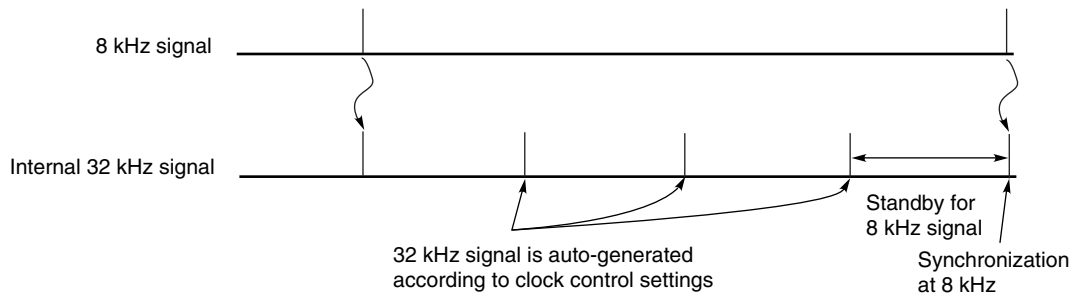 8 kHz signal
Internal 32 kHz signal
Standby for
8 kHz signal
32 kHz signal is auto-generated
according to clock control settings
Synchronization
at 8 kHz